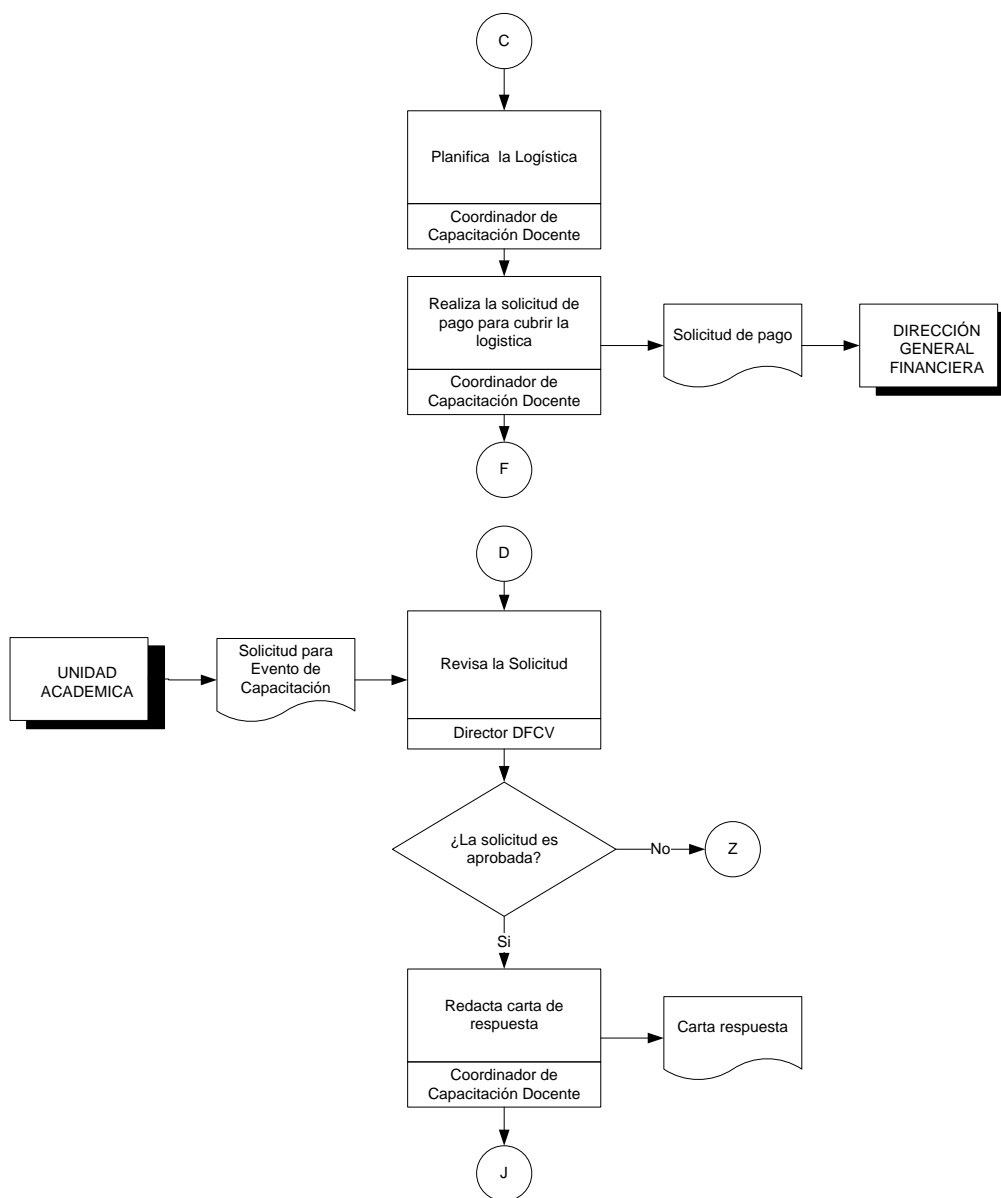 C
Planifica la Logística
Coordinador de
Capacitación Docente
Realiza la solicitud de
pago para cubrir la
logistica
Coordinador de
Capacitación Docente
Solicitud de pago
DIRECCIÓN
GENERAL
FINANCIERA
F
D
UNIDAD
ACADEMICA
Solicitud para
Evento de
Capacitación
Revisa la Solicitud
Director DFCV
¿La solicitud es
aprobada?
No
Z
Si
Redacta carta de
respuesta
Coordinador de
Capacitación Docente
Carta respuesta
J